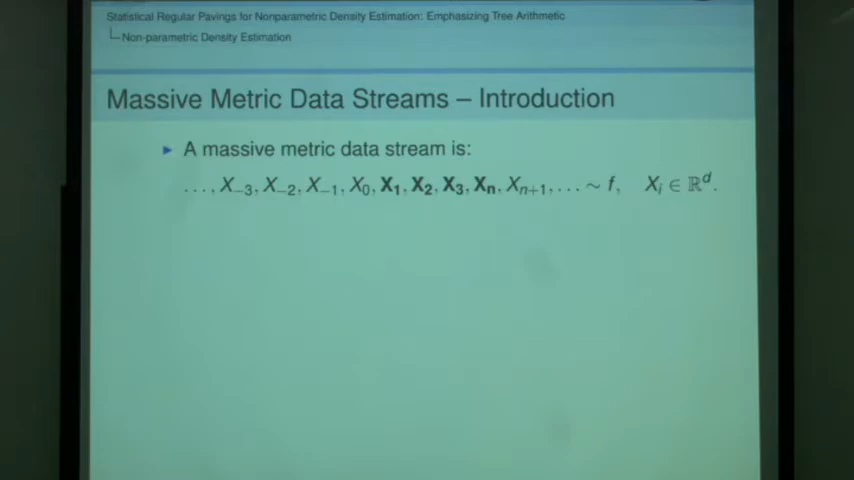 Statistical Regular Pavings for Nonparametric Density Estimation: Emphasizing Tree Arithmetic
Non-parametric Density Estimation
Massive Metric Data Streams – Introduction
A massive metric data stream is:
..., X₋₃, X₋₂, X₋₁, X₀, X₁, X₂, X₃, Xₙ, Xₙ₊₁, ... ~ f, Xᵢ ∈ ℝᵈ.